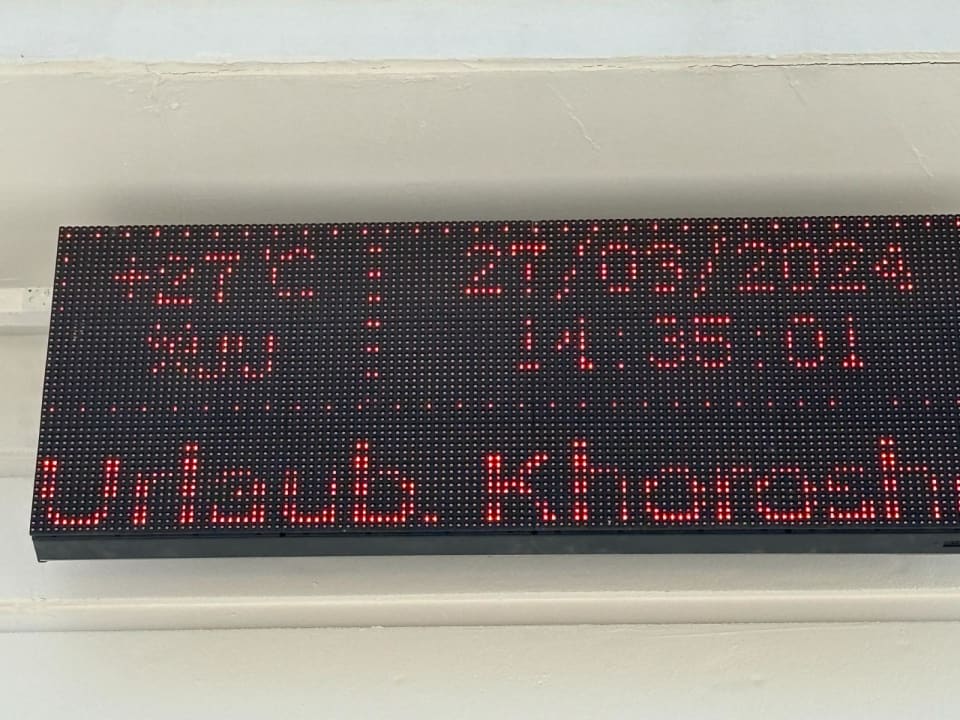 +27°C
27/03/2024
14:35:01
Urlaub. Khorosh